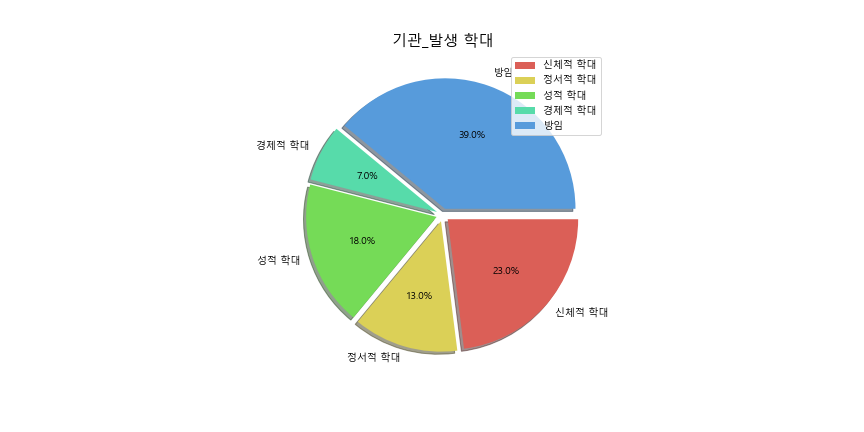 기관_발생 학대
방임
신체적 학대
정서적 학대
성적 학대
경제적 학대
방임
39.0%
경제적 학대
7.0%
18.0%
성적 학대
23.0%
13.0%
신체적 학대
정서적 학대